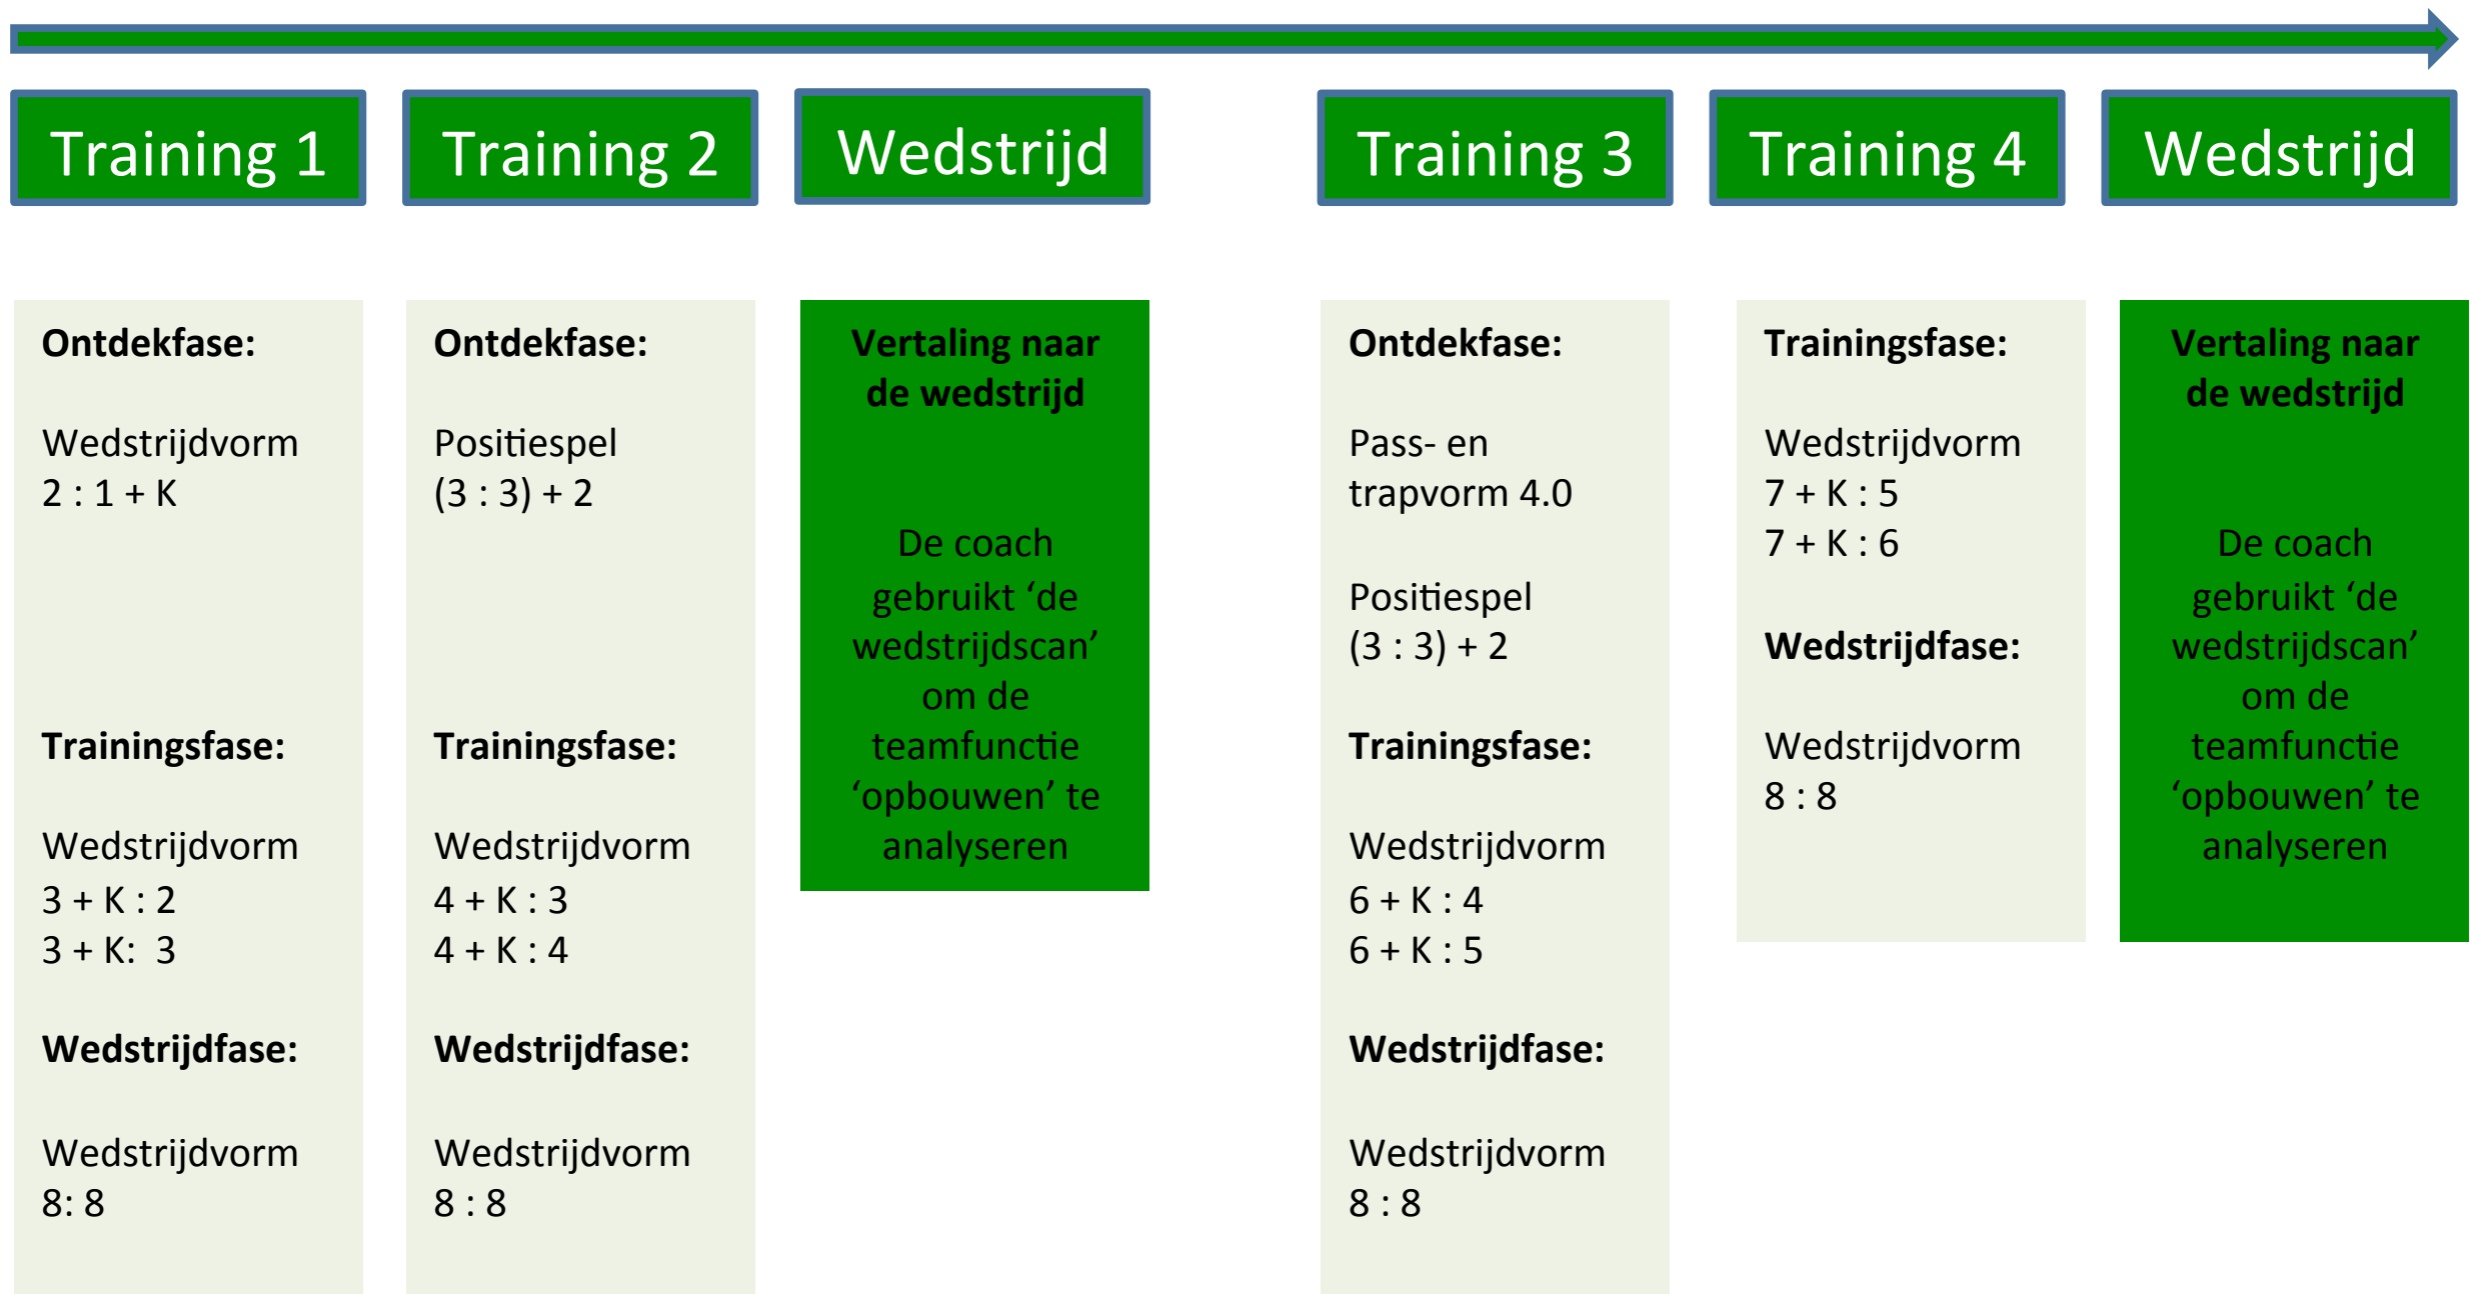 Training 1
Training 2
Wedstrijd
Training 3
Training 4
Wedstrijd
Ontdekfase:
Wedstrijdvorm
2 : 1 + K
Trainingsfase:
Wedstrijdvorm
3 + K : 2
3 + K:  3
Wedstrijdfase:
Wedstrijdvorm
8: 8
Ontdekfase:
Positiespel
(3 : 3) + 2
Trainingsfase:
Wedstrijdvorm
4 + K : 3
4 + K : 4
Wedstrijdfase:
Wedstrijdvorm
8 : 8
Vertaling naar
de wedstrijd
De coach
gebruikt ‘de
wedstrijdscan’
om de
teamfunctie
‘opbouwen’ te
analyseren
Ontdekfase:
Pass- en
trapvorm 4.0
Positiespel
(3 : 3) + 2
Trainingsfase:
Wedstrijdvorm
6 + K : 4
6 + K : 5
Wedstrijdfase:
Wedstrijdvorm
8 : 8
Trainingsfase:
Wedstrijdvorm
7 + K : 5
7 + K : 6
Wedstrijdfase:
Wedstrijdvorm
8 : 8
Vertaling naar
de wedstrijd
De coach
gebruikt ‘de
wedstrijdscan’
om de
teamfunctie
‘opbouwen’ te
analyseren